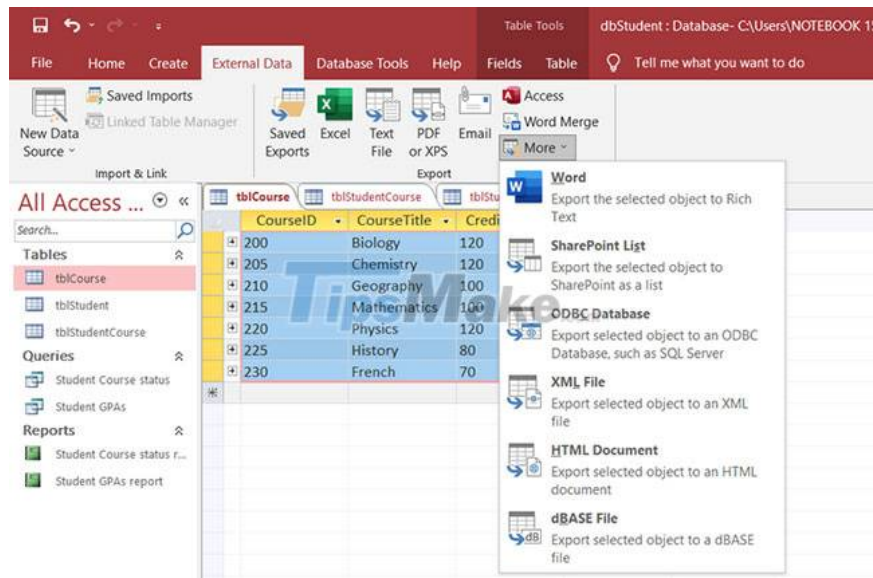 Table Tools
dbStudent : Database- C:\Users\NOTEBOOK 15
File Home Create External Data Database Tools Help Fields Table Tell me what you want to do
New Data Source
Saved Imports
Linked Table Manager
Import & Link
Saved Exports
Excel
Text File
PDF or XPS
Email
Access
Word Merge
More
Export
Word
Export the selected object to Rich
Text
SharePoint List
Export the selected object to
SharePoint as a list
ODBC Database
Export selected object to an ODBC
Database, such as SQL Server
XML File
Export selected object to an XML
file
HTML Document
Export selected object to an HTML
document
dBASE File
Export selected object to a dBASE
file
All Access ...
Search...
Tables
tblCourse
tblStudent
tblStudentCourse
Queries
Student Course status
Student GPAs
Reports
Student Course status r...
Student GPAs report
tblCourse tblStudentCourse tblStu
CourseID CourseTitle Credi
200 Biology 120
205 Chemistry 120
210 Geography 100
215 Mathematics 100
220 Physics 120
225 History 80
230 French 70
TipsMake